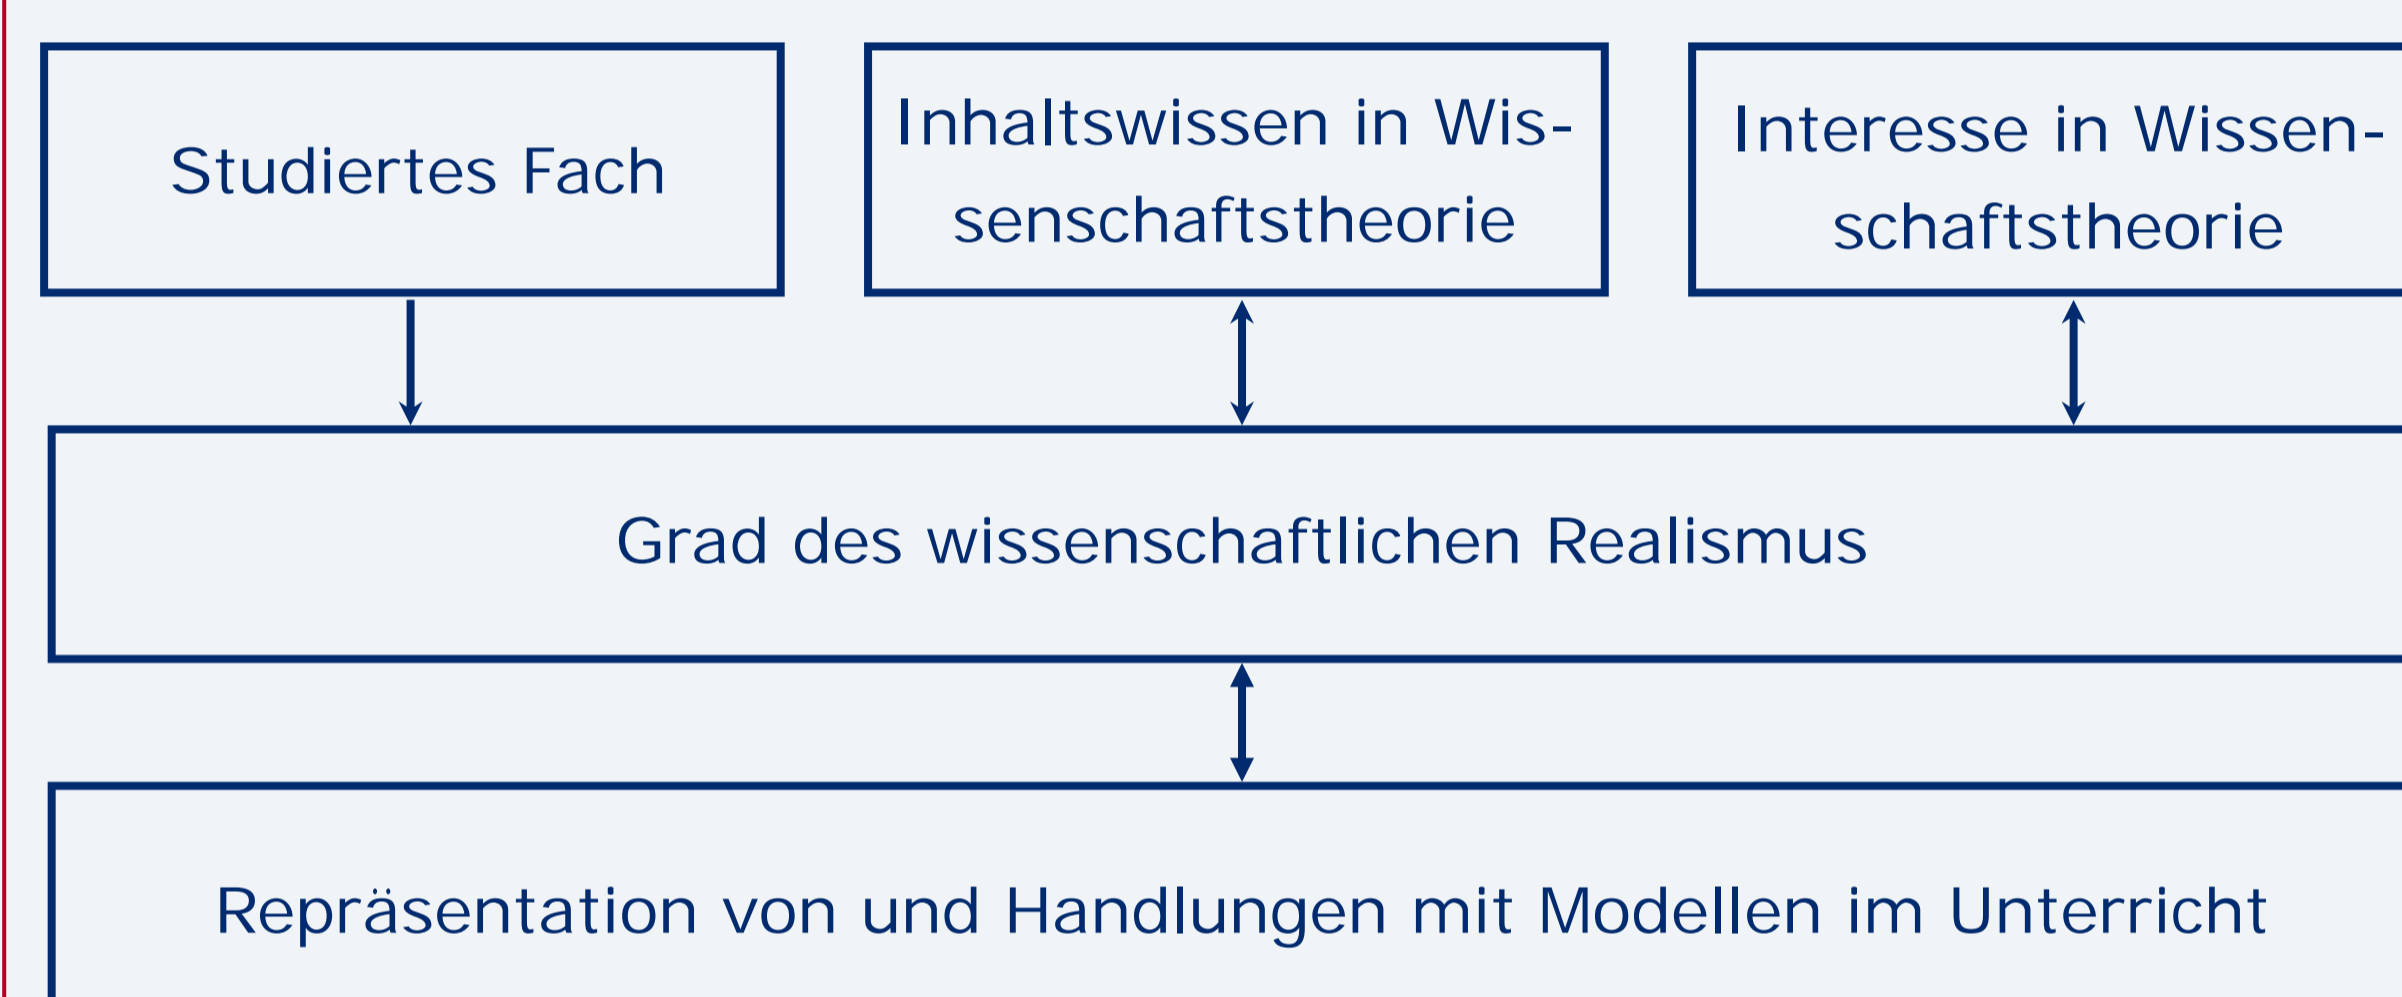 Studiertes Fach
Inhaltswissen in Wis-
senschaftstheorie
Interesse in Wissen-
schaftstheorie
Grad des wissenschaftlichen Realismus
Repräsentation von und Handlungen mit Modellen im Unterricht